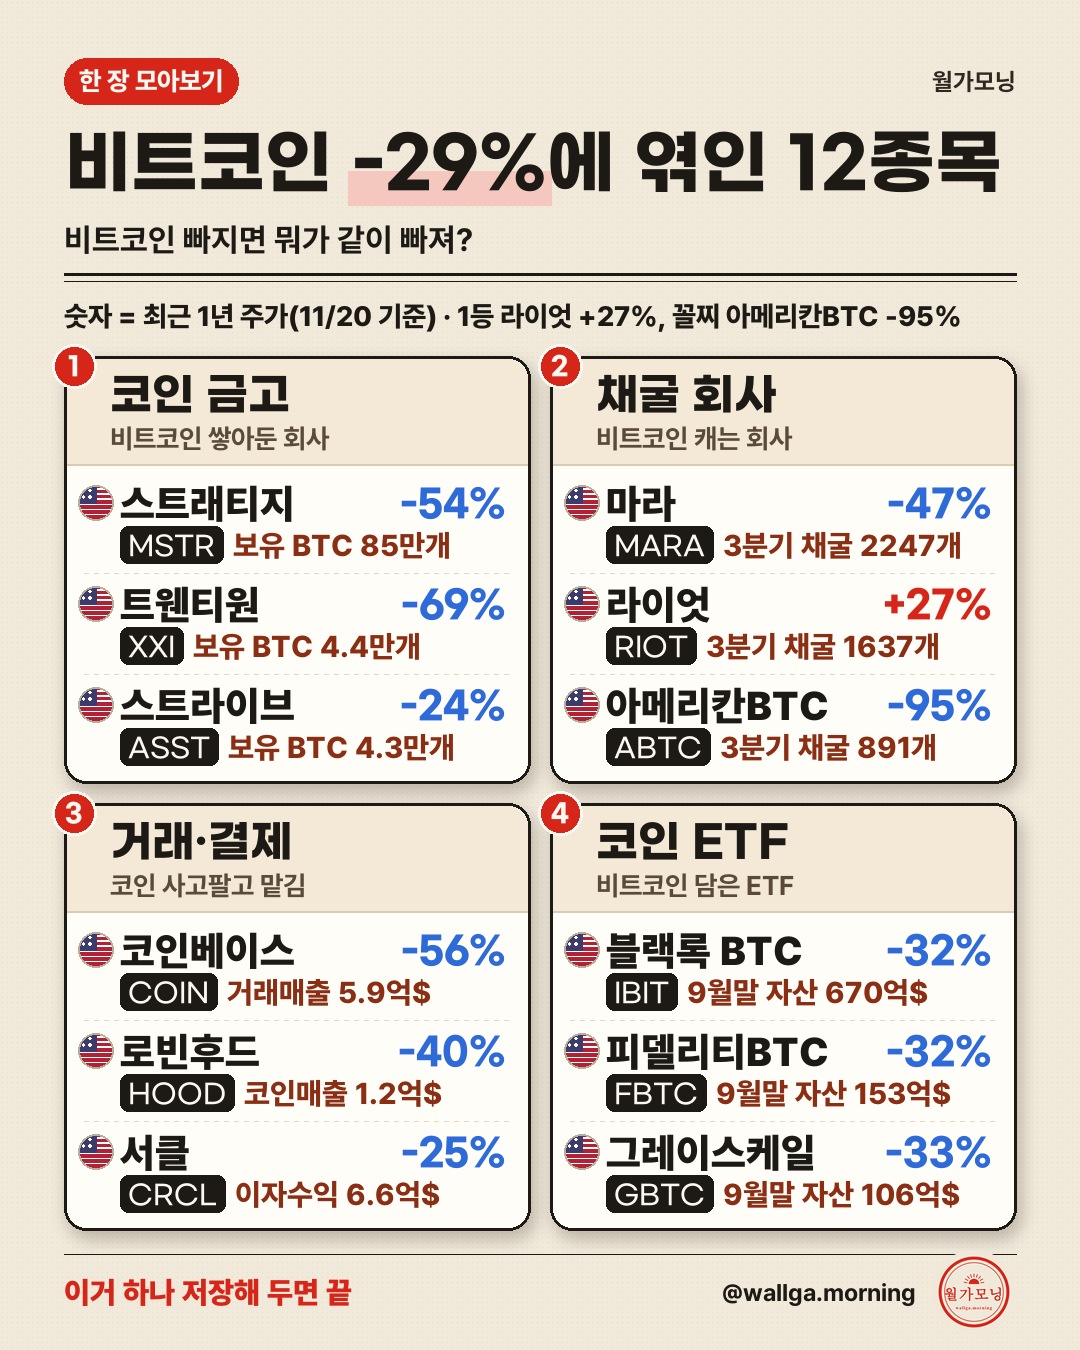 한 장 모아보기
월가모닝
비트코인 -29%에 엮인 12종목
비트코인 빠지면 뭐가 같이 빠져?
숫자 = 최근 1년 주가(11/20 기준) · 1등 라이엇 +27%, 꼴찌 아메리칸BTC -95%
1
코인 금고
비트코인 쌓아둔 회사
스트래티지 -54%
MSTR 보유 BTC 85만개
트웬티원 -69%
XXI 보유 BTC 4.4만개
스트라이브 -24%
ASST 보유 BTC 4.3만개
2
채굴 회사
비트코인 캐는 회사
마라 -47%
MARA 3분기 채굴 2247개
라이엇 +27%
RIOT 3분기 채굴 1637개
아메리칸BTC -95%
ABTC 3분기 채굴 891개
3
거래·결제
코인 사고팔고 맡김
코인베이스 -56%
COIN 거래매출 5.9억$
로빈후드 -40%
HOOD 코인매출 1.2억$
서클 -25%
CRCL 이자수익 6.6억$
4
코인 ETF
비트코인 담은 ETF
블랙록 BTC -32%
IBIT 9월말 자산 670억$
피델리티BTC -32%
FBTC 9월말 자산 153억$
그레이스케일 -33%
GBTC 9월말 자산 106억$
이거 하나 저장해 두면 끝
@wallga.morning
월가모닝
wallga.morning